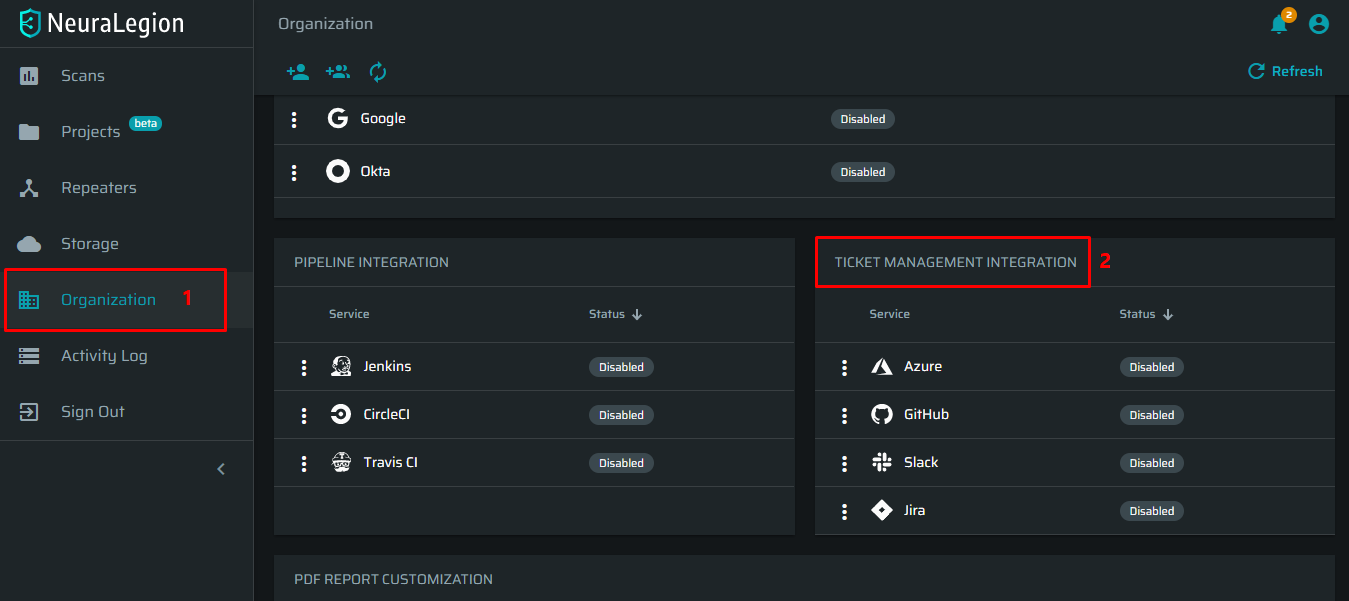 NeuraLegion
Organization
2
Scans
Projects beta
Repeaters
Storage
Organization 1
Activity Log
Sign Out
Refresh
Google Disabled
Okta Disabled
PIPELINE INTEGRATION
Service Status
Jenkins Disabled
CircleCI Disabled
Travis CI Disabled
TICKET MANAGEMENT INTEGRATION 2
Service Status
Azure Disabled
GitHub Disabled
Slack Disabled
Jira Disabled
PDF REPORT CUSTOMIZATION